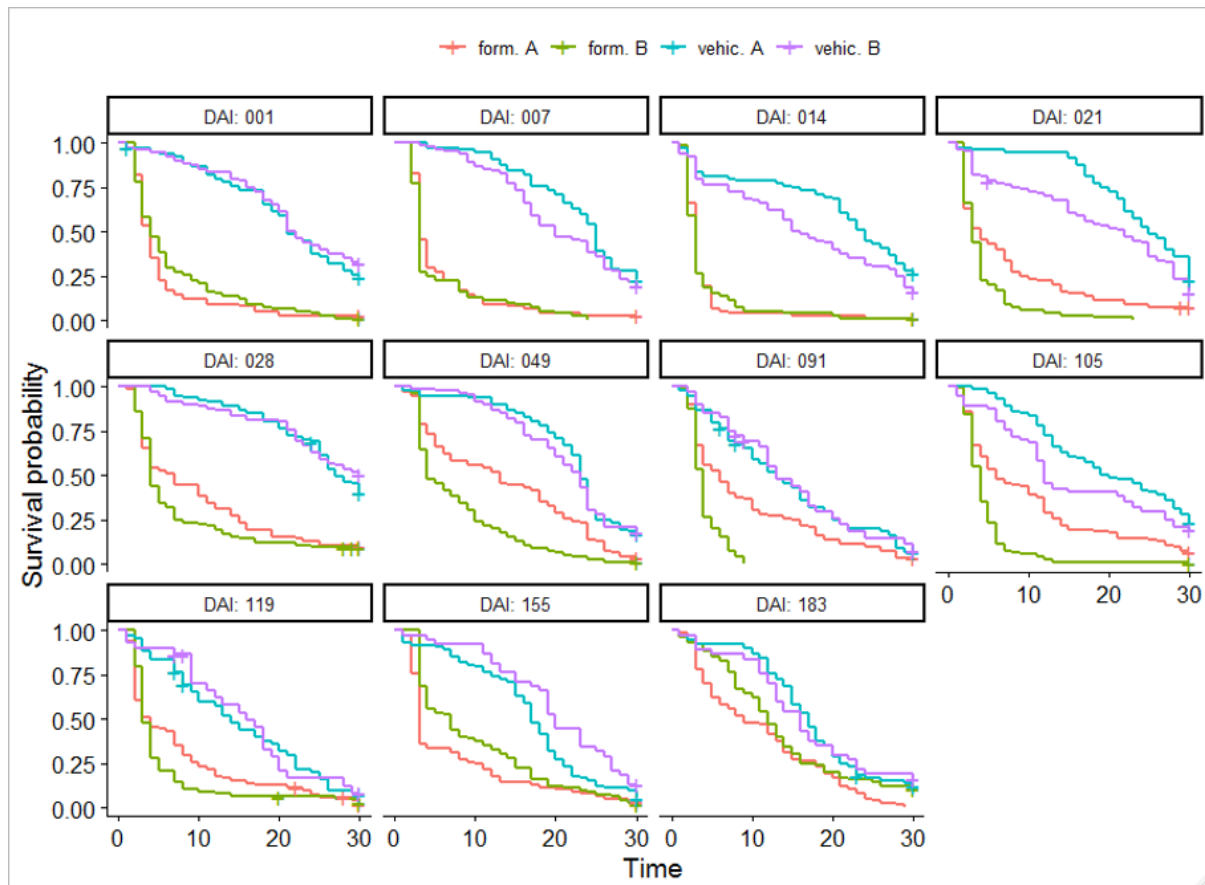 form. A form. B vehic. A vehic. B
DAI: 001 DAI: 007 DAI: 014 DAI: 021
1.00
0.75
0.50
0.25
0.00
DAI: 028 DAI: 049 DAI: 091 DAI: 105
1.00
0.75
0.50
0.25
0.00
0 10 20 30
Survival probability
DAI: 119 DAI: 155 DAI: 183
1.00
0.75
0.50
0.25
0.00
0 10 20 30 0 10 20 30 0 10 20 30
Time